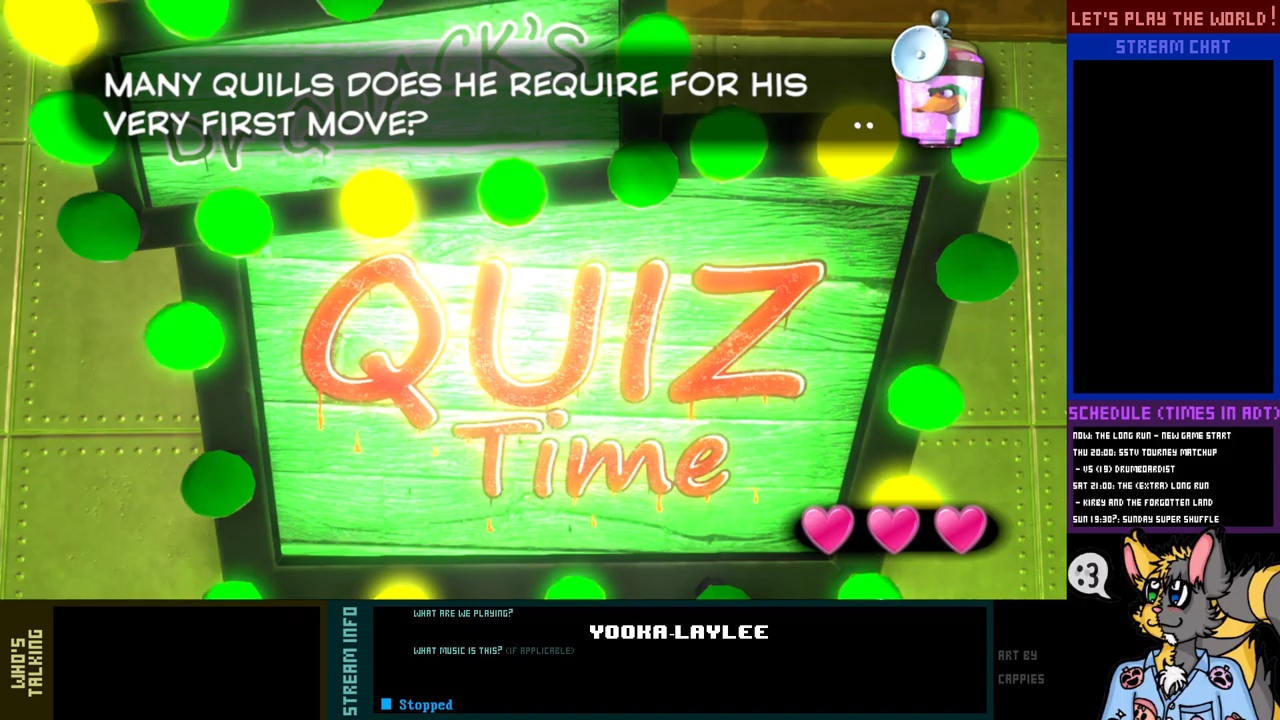 LET'S PLAY THE WORLD!
STREAM CHAT
MANY QUILLS DOES HE REQUIRE FOR HIS
VERY FIRST MOVE?
DR QUACK'S
QUIZ
Time
SCHEDULE (TIMES IN ADT)
NOW: THE LONG RUN - NEW GAME START
THU 20:00: SSTV TOURNEY MATCHUP
- VS (19) DRUMBOARDIST
SAT 21:00: THE (EXTRA) LONG RUN
- KIRBY AND THE FORGOTTEN LAND
SUN 19:30?: SUNDAY SUPER SHUFFLE
:3
WHO'S
TALKING
STREAM INFO
WHAT ARE WE PLAYING?
YOOKA-LAYLEE
WHAT MUSIC IS THIS? (IF APPLICABLE)
Stopped
ART BY
CAPPIES